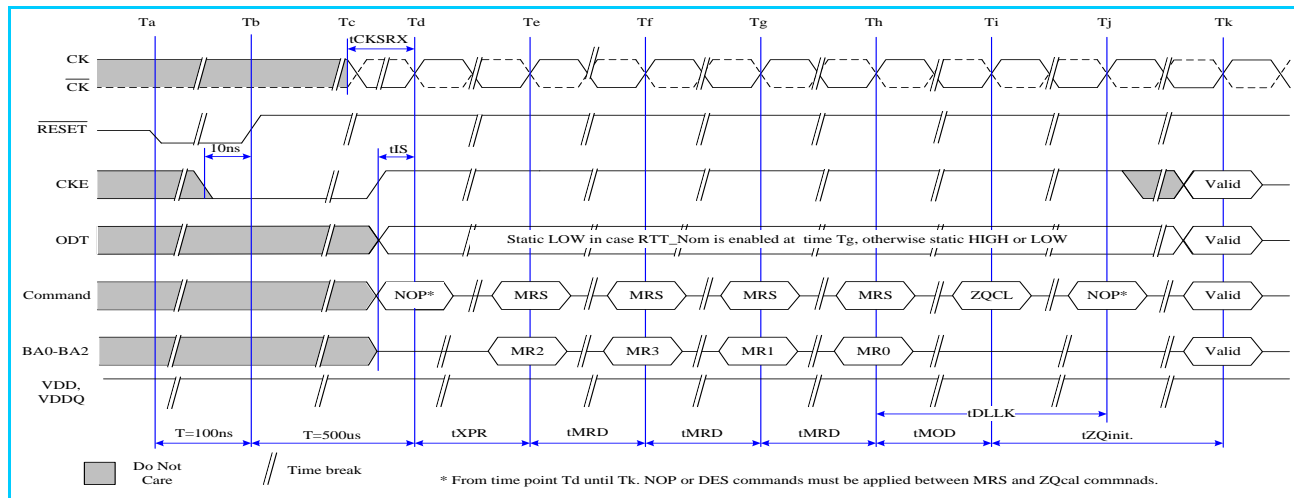 Ta Tb Tc Td Te Tf Tg Th Ti Tj Tk
tCKSRX
CK
CK
RESET
10ns
tIS
CKE
Valid
ODT
Static LOW in case RTT_Nom is enabled at time Tg, otherwise static HIGH or LOW
Valid
Command
NOP* MRS MRS MRS MRS ZQCL NOP* Valid
BA0-BA2
MR2 MR3 MR1 MR0 Valid
VDD,
VDDQ
tDLLK
T=100ns T=500us tXPR tMRD tMRD tMRD tMOD tZQinit.
Do Not
Care
Time break
* From time point Td until Tk. NOP or DES commands must be applied between MRS and ZQcal commnads.